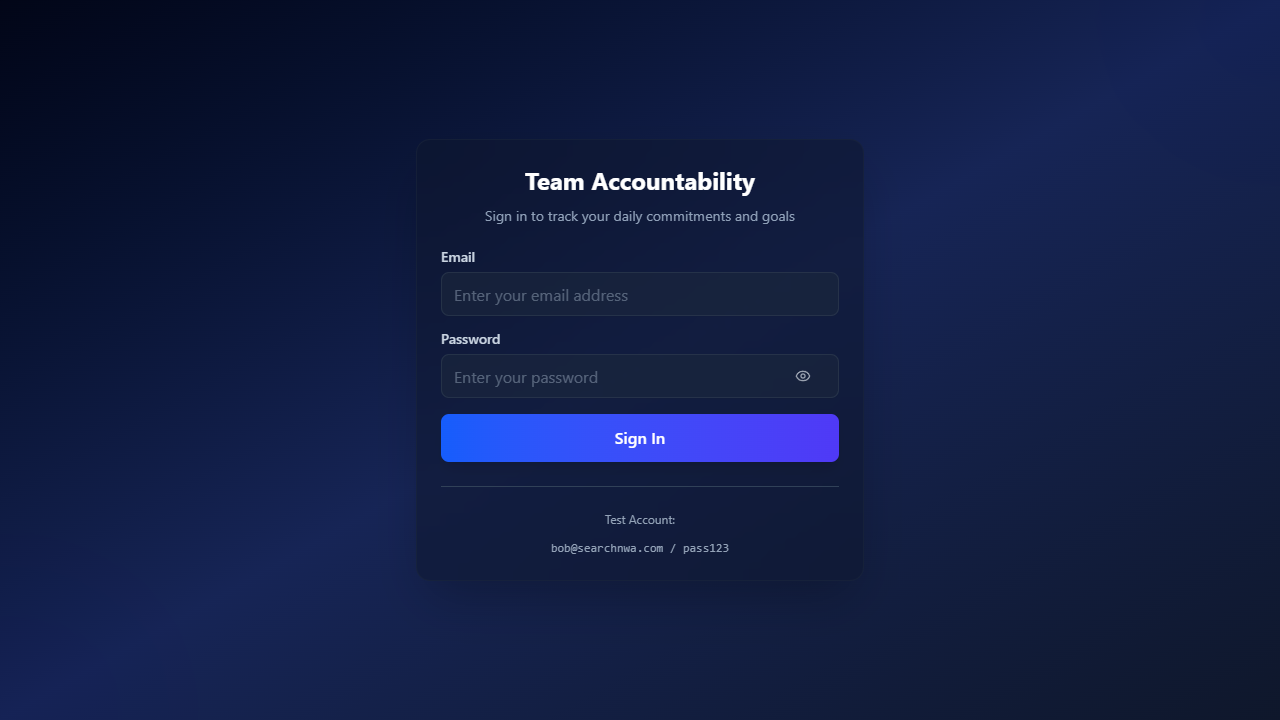 Team Accountability
Sign in to track your daily commitments and goals
Email
Enter your email address
Password
Enter your password
Sign In
Test Account:
bob@searchnwa.com / pass123